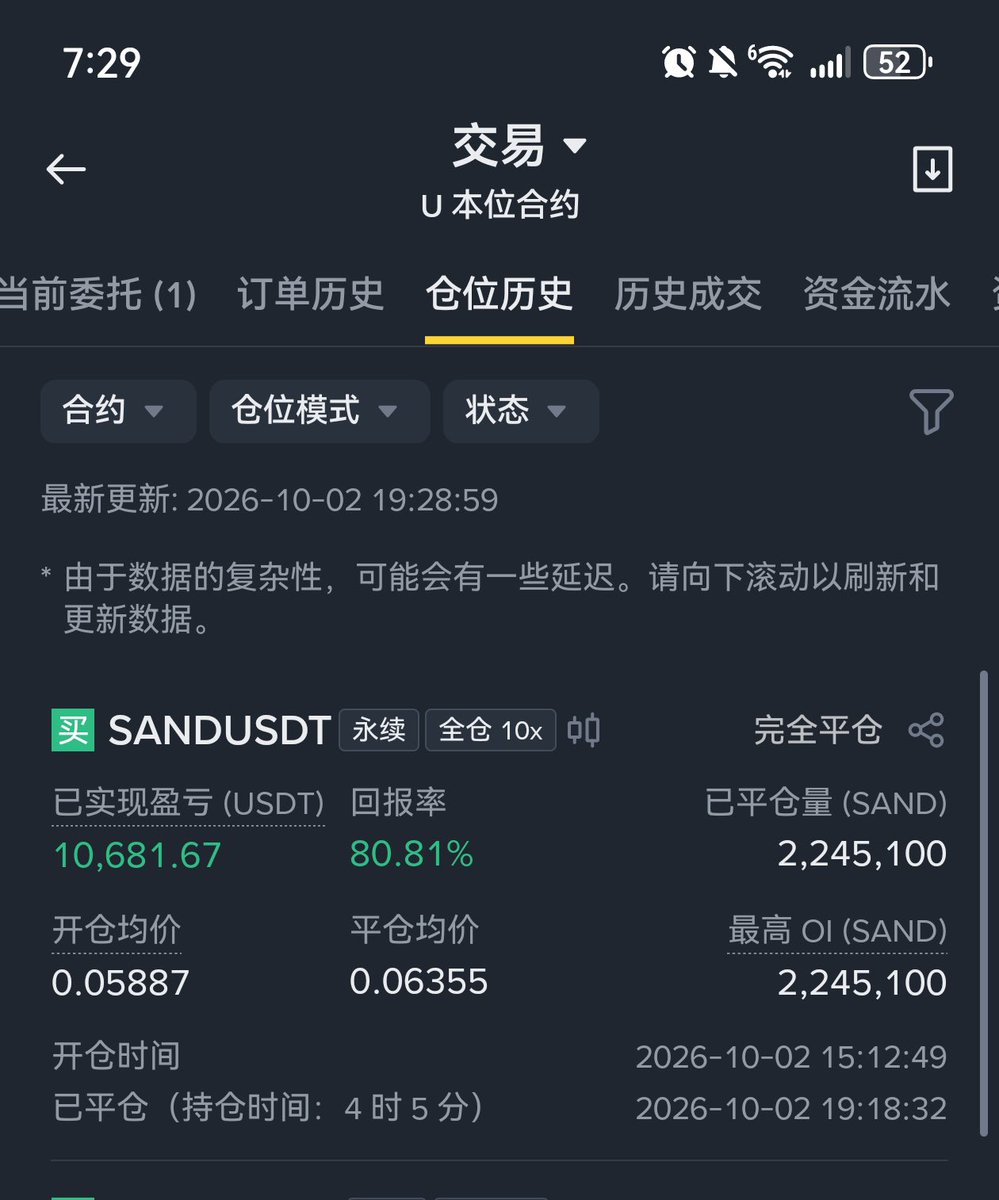 7:29
6 52
交易
U 本位合约
当前委托 (1) 订单历史 仓位历史 历史成交 资金流水
合约 仓位模式 状态
最新更新: 2026-10-02 19:28:59
* 由于数据的复杂性，可能会有一些延迟。请向下滚动以刷新和
更新数据。
买 SANDUSDT 永续 全仓 10x 完全平仓
已实现盈亏 (USDT) 回报率 已平仓量 (SAND)
10,681.67 80.81% 2,245,100
开仓均价 平仓均价 最高 OI (SAND)
0.05887 0.06355 2,245,100
开仓时间 2026-10-02 15:12:49
已平仓（持仓时间：4 时 5 分） 2026-10-02 19:18:32